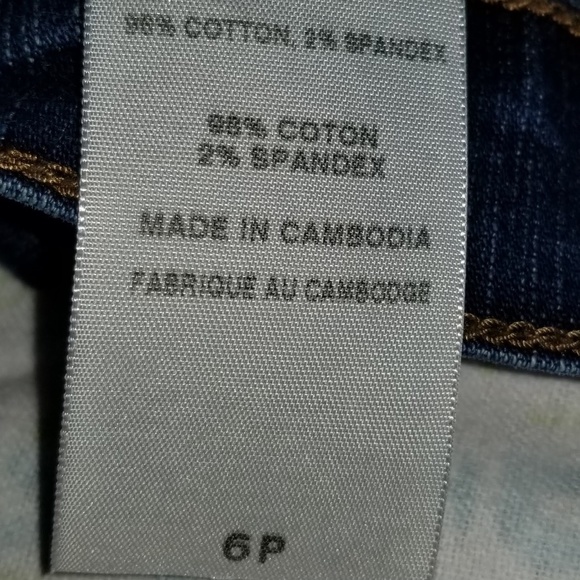 98% COTTON, 2% SPANDEX
98% COTON
2% SPANDEX
MADE IN CAMBODIA
FABRIQUE AU CAMBODGE
6P